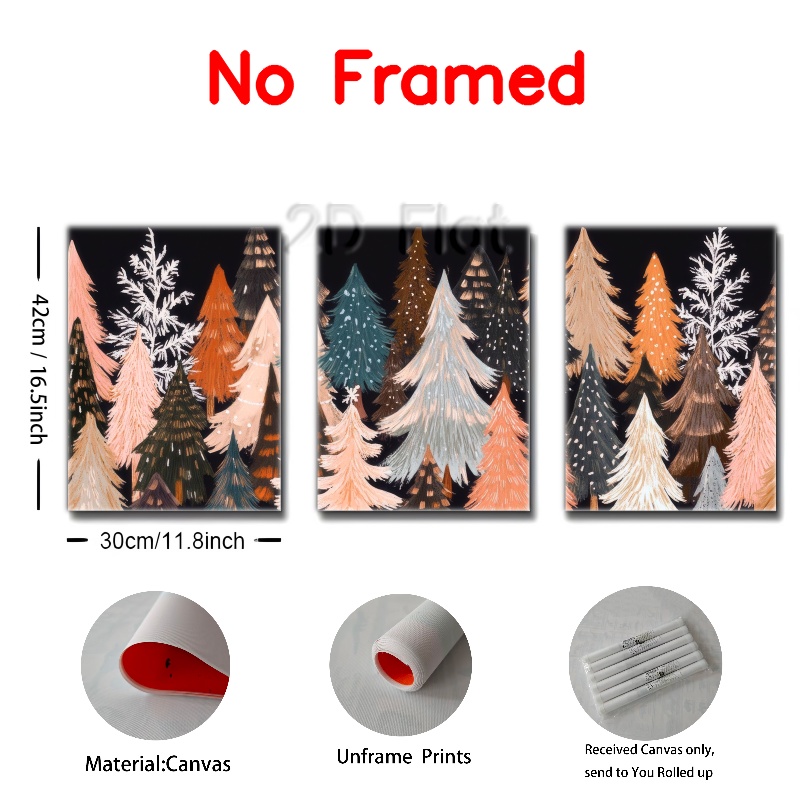 No Framed
2D Flat
42cm / 16.5inch
30cm/11.8inch
Material:Canvas
Unframe Prints
Received Canvas only,
send to You Rolled up